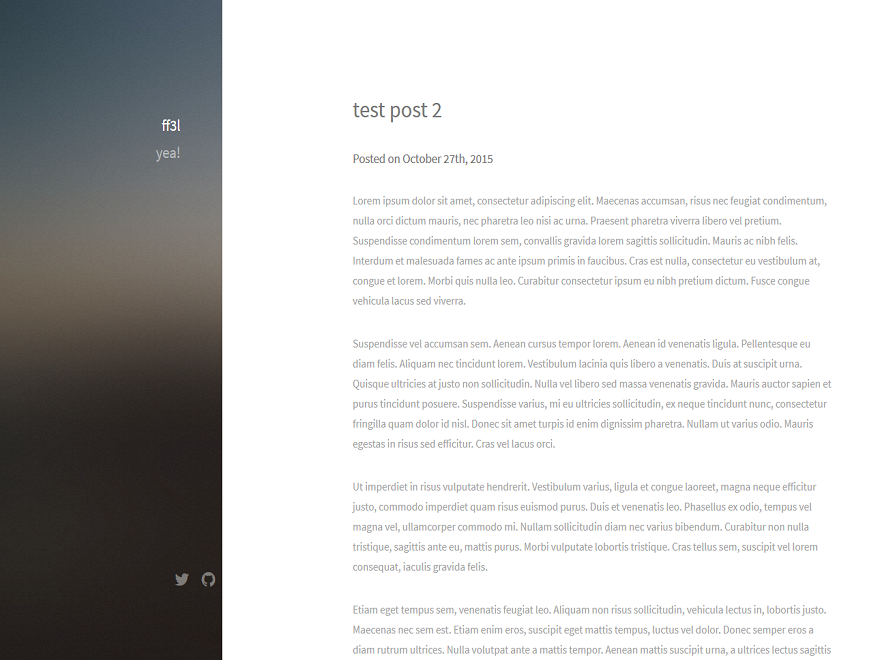 ff3l
yea!
test post 2
Posted on October 27th, 2015
Lorem ipsum dolor sit amet, consectetur adipiscing elit. Maecenas accumsan, risus nec feugiat condimentum,
nulla orci dictum mauris, nec pharetra leo nisi ac urna. Praesent pharetra viverra libero vel pretium.
Suspendisse condimentum lorem sem, convallis gravida lorem sagittis sollicitudin. Mauris ac nibh felis.
Interdum et malesuada fames ac ante ipsum primis in faucibus. Cras est nulla, consectetur eu vestibulum at,
congue et lorem. Morbi quis nulla leo. Curabitur consectetur ipsum eu nibh pretium dictum. Fusce congue
vehicula lacus sed viverra.
Suspendisse vel accumsan sem. Aenean cursus tempor lorem. Aenean id venenatis ligula. Pellentesque eu
diam felis. Aliquam nec tincidunt lorem. Vestibulum lacinia quis libero a venenatis. Duis at suscipit urna.
Quisque ultricies at justo non sollicitudin. Nulla vel libero sed massa venenatis gravida. Mauris auctor sapien et
purus tincidunt posuere. Suspendisse varius, mi eu ultricies sollicitudin, ex neque tincidunt nunc, consectetur
fringilla quam dolor id nisl. Donec sit amet turpis id enim dignissim pharetra. Nullam ut varius odio. Mauris
egestas in risus sed efficitur. Cras vel lacus orci.
Ut imperdiet in risus vulputate hendrerit. Vestibulum varius, ligula et congue laoreet, magna neque efficitur
justo, commodo imperdiet quam risus euismod purus. Duis et venenatis leo. Phasellus ex odio, tempus vel
magna vel, ullamcorper commodo mi. Nullam sollicitudin diam nec varius bibendum. Curabitur non nulla
tristique, sagittis ante eu, mattis purus. Morbi vulputate lobortis tristique. Cras tellus sem, suscipit vel lorem
consequat, iaculis gravida felis.
Etiam eget tempus sem, venenatis feugiat leo. Aliquam non risus sollicitudin, vehicula lectus in, lobortis justo.
Maecenas nec sem est. Etiam enim eros, suscipit eget mattis tempus, luctus vel dolor. Donec semper eros a
diam rutrum ultrices. Nulla volutpat ante a mattis tempor. Aenean mattis suscipit urna, a ultrices lectus sagittis